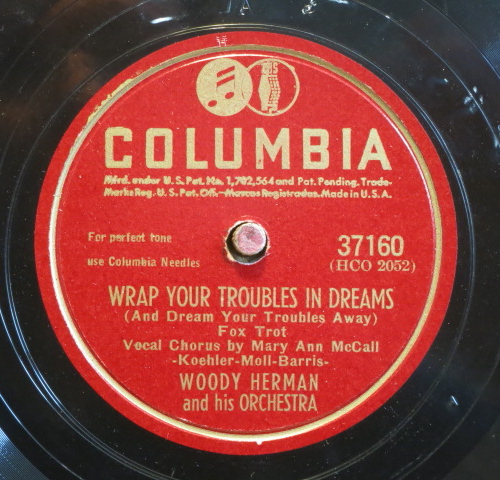 COLUMBIA
Mfrd. under U.S. Pat. No. 1,702,564 and Pat. Pending. Trade-
Marks Reg. U.S. Pat. Off.—Marcas Registradas. Made in U.S.A.
For perfect tone
use Columbia Needles
37160
(HCO 2052)
WRAP YOUR TROUBLES IN DREAMS
(And Dream Your Troubles Away)
Fox Trot
Vocal Chorus by Mary Ann McCall
-Koehler-Moll-Barris-
WOODY HERMAN
and his ORCHESTRA